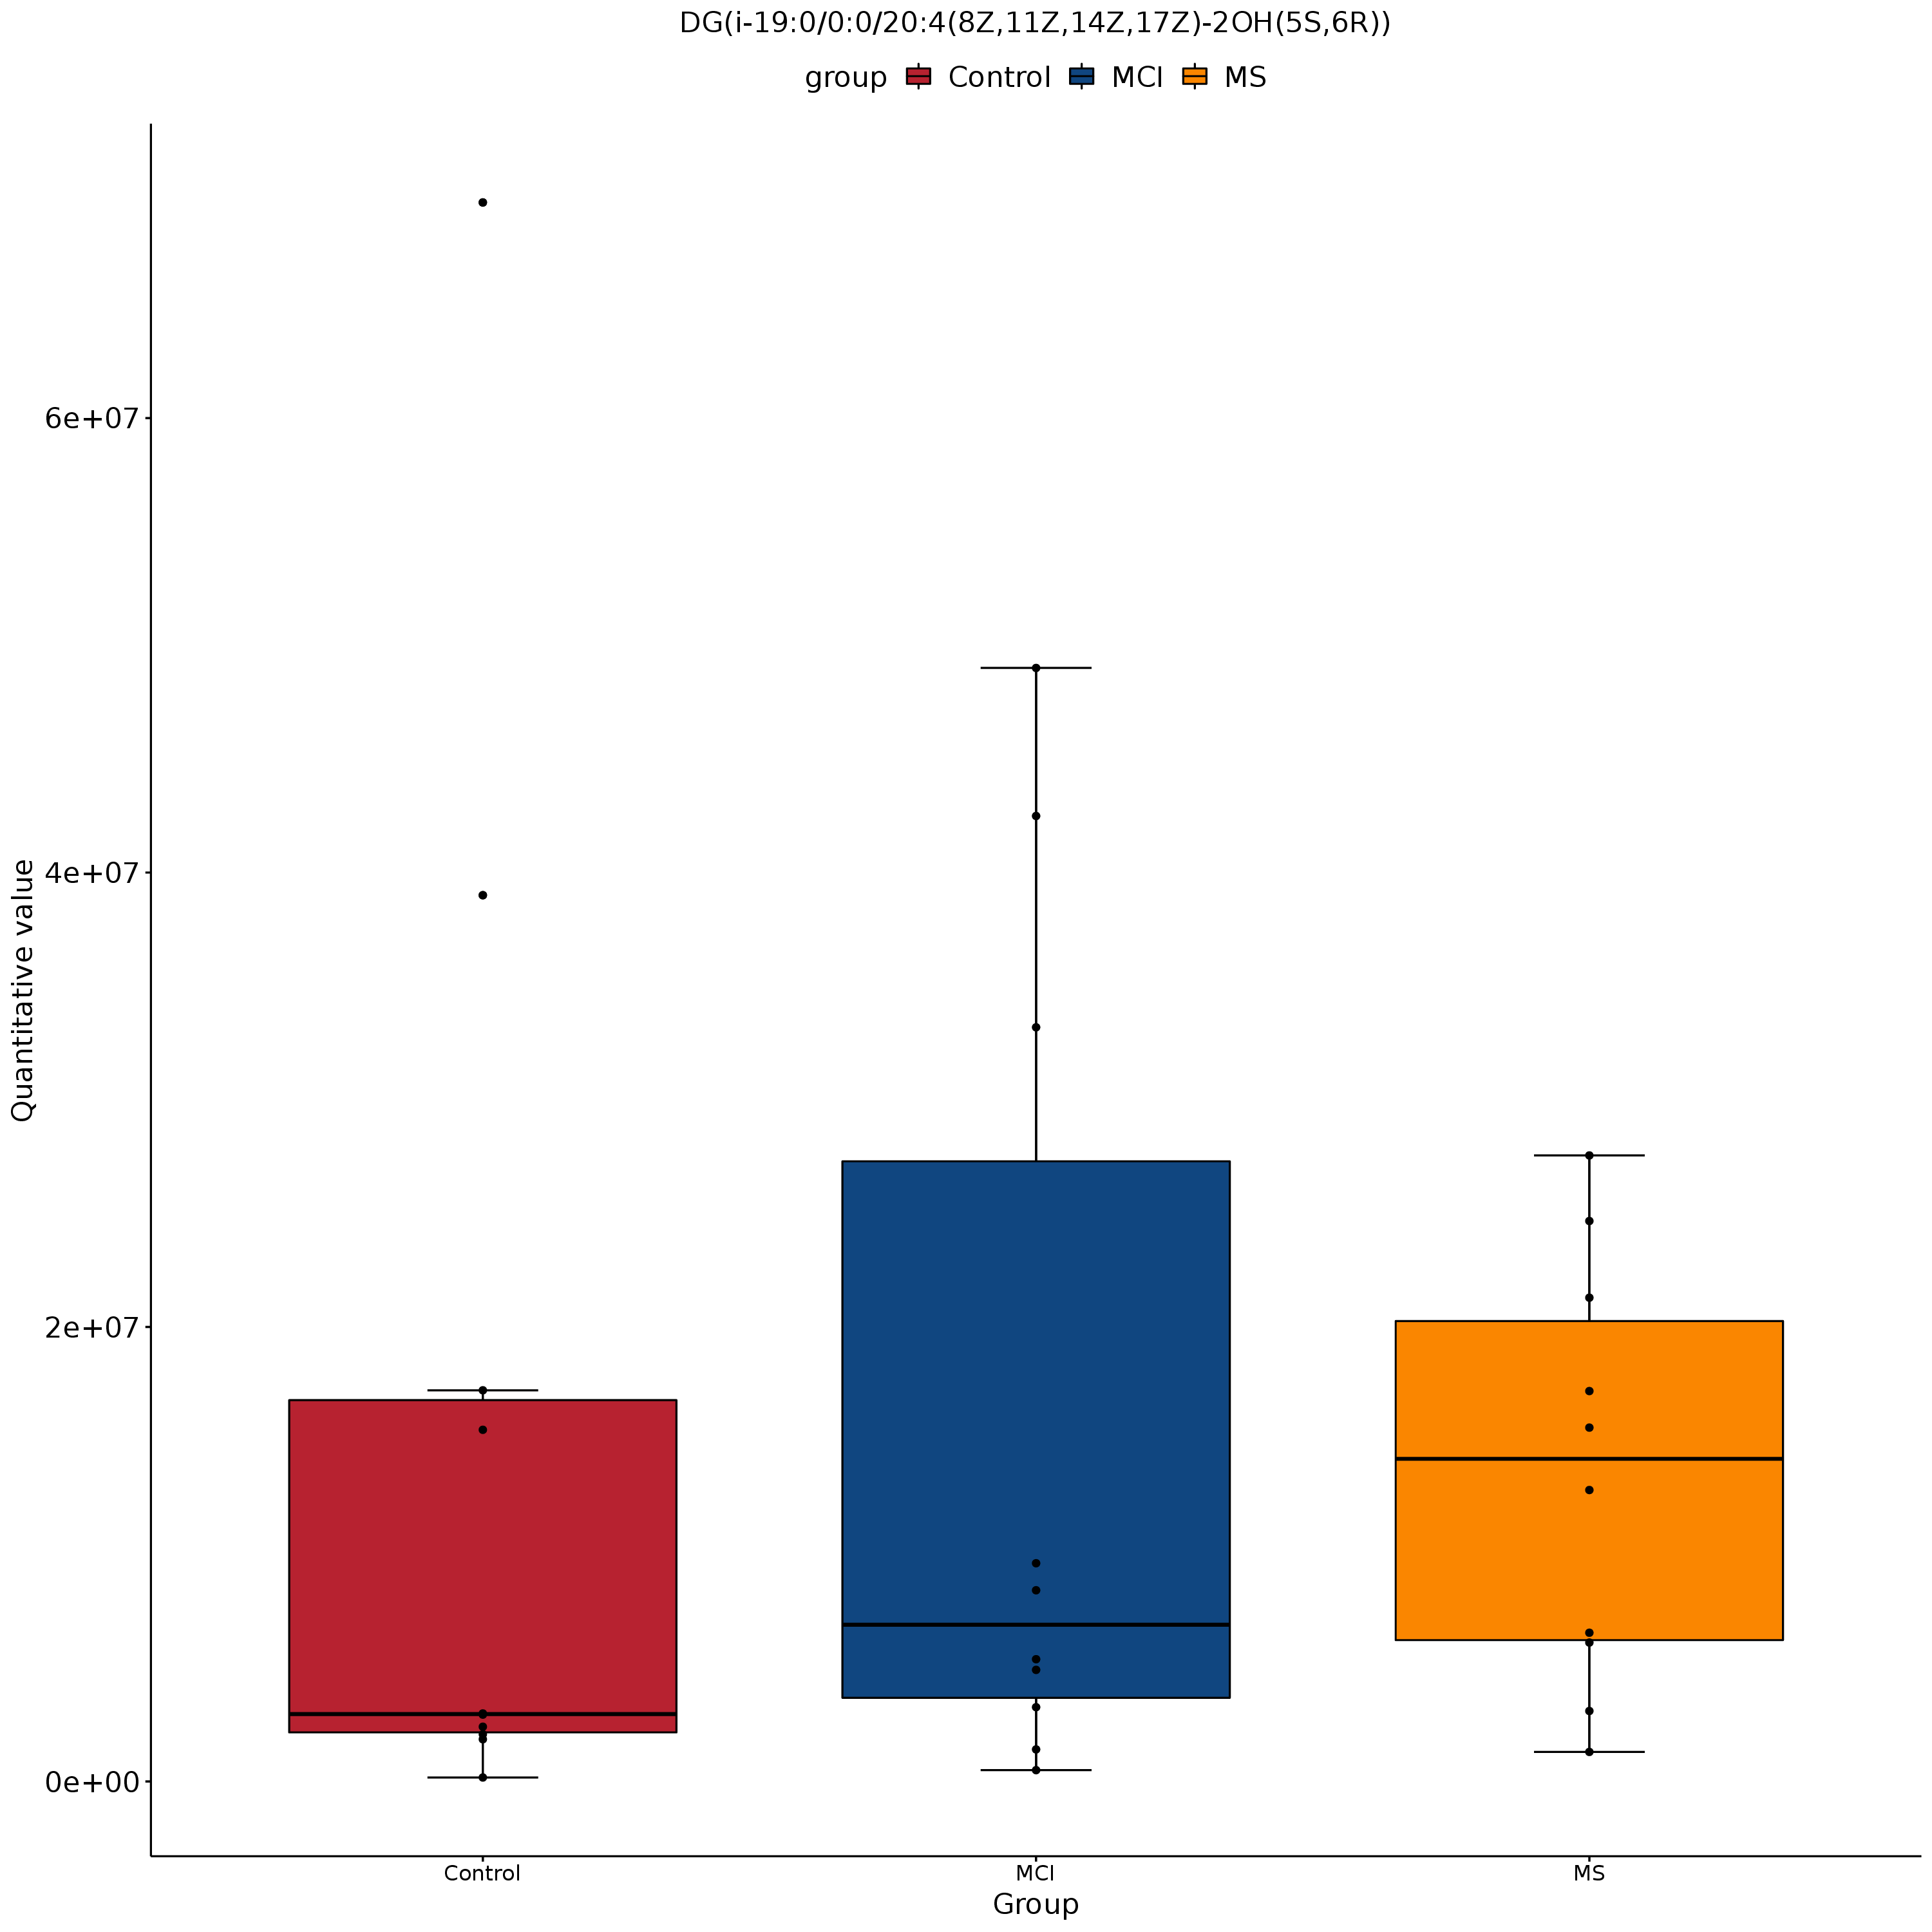 DG(i-19:0/0:0/20:4(8Z,11Z,14Z,17Z)-2OH(5S,6R))
group Control MCI MS
Quantitative value
6e+07
4e+07
2e+07
0e+00
Control MCI MS
Group